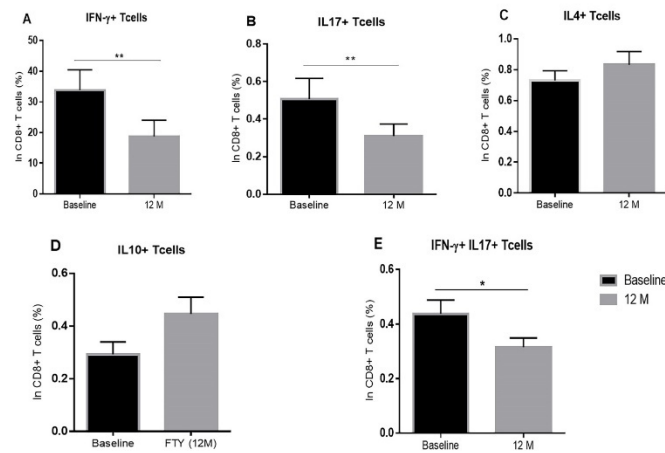 A
IFN-γ+ Tcells
In CD8+ T cells (%)
50
40
30
20
10
0
**
Baseline
12 M
B
IL17+ Tcells
In CD8+ T cells (%)
0.8
0.6
0.4
0.2
0.0
**
Baseline
12 M
C
IL4+ Tcells
In CD8+ T cells (%)
1.0
0.8
0.6
0.4
0.2
0.0
Baseline
12 M
D
IL10+ Tcells
In CD8+ T cells (%)
0.6
0.4
0.2
0.0
Baseline
FTY (12M)
E
IFN-γ+ IL17+ Tcells
In CD8+ T cells (%)
0.6
0.4
0.2
0.0
*
Baseline
12 M
Baseline
12 M